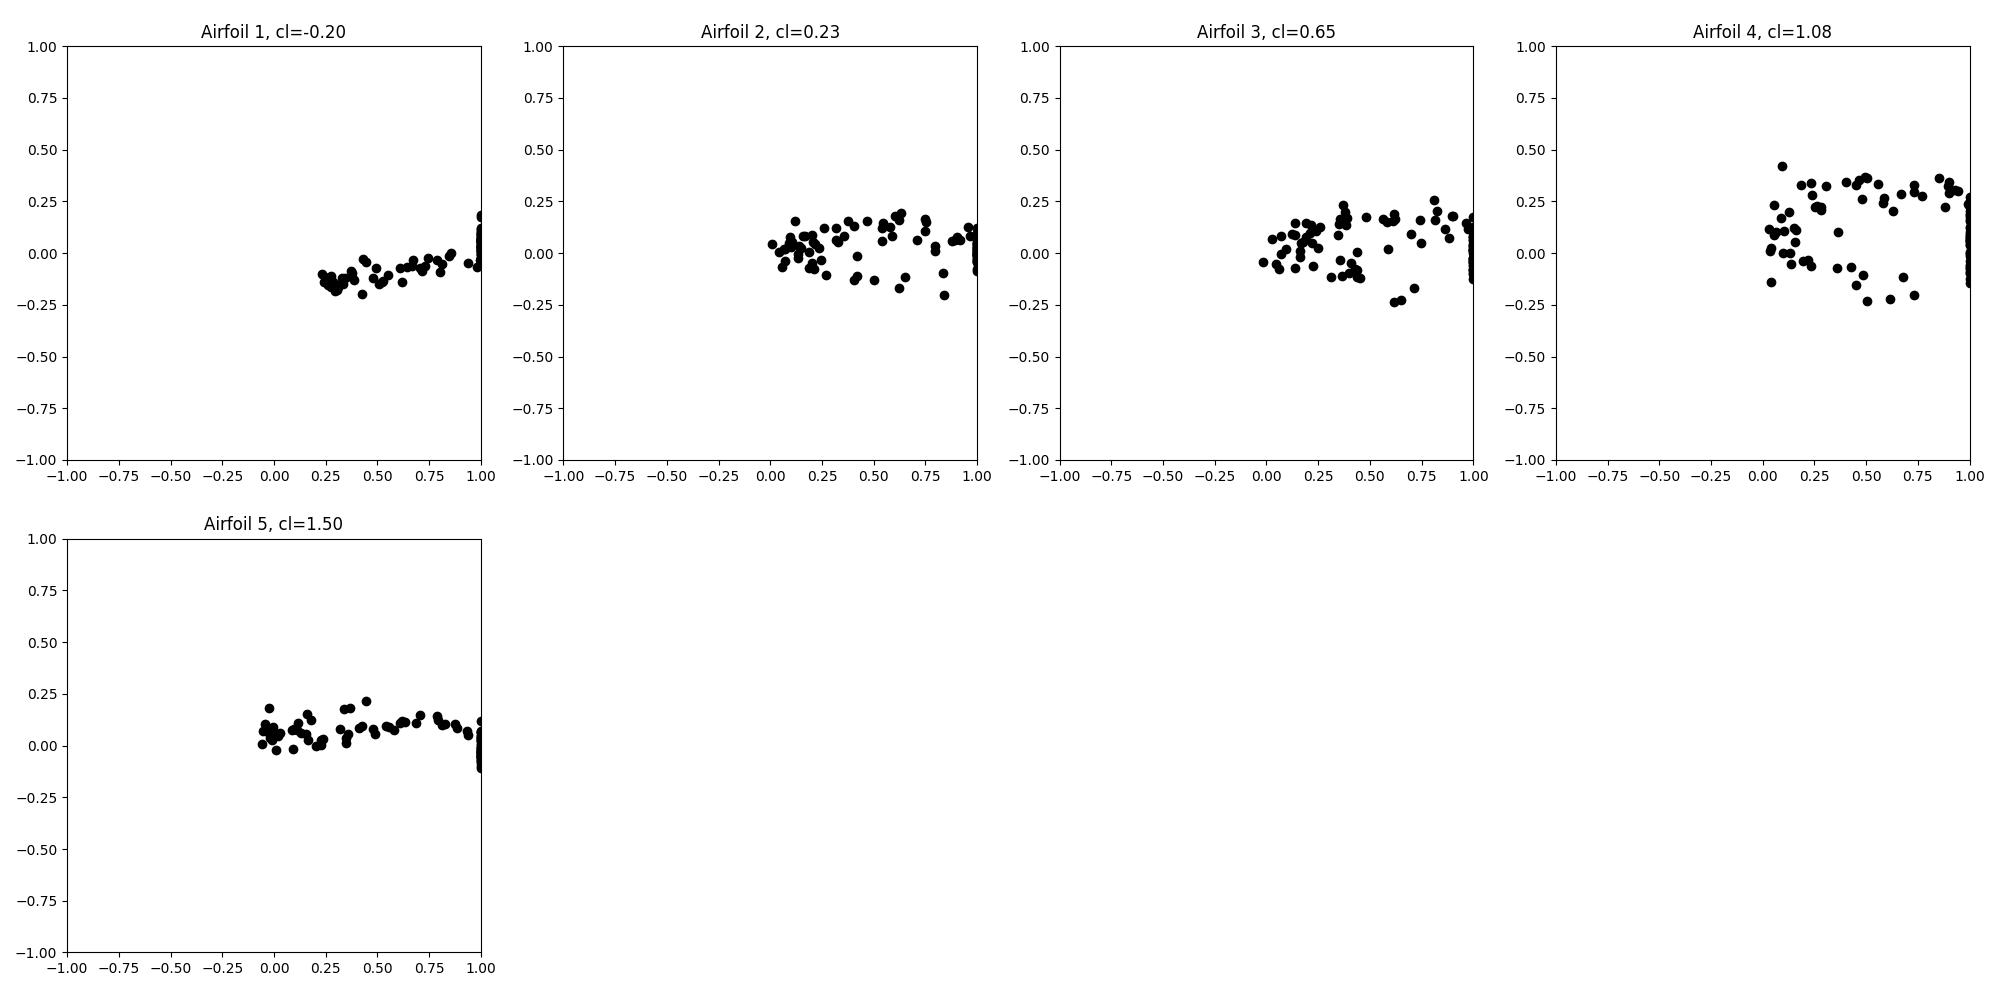 Airfoil 1, cl=-0.20
Airfoil 2, cl=0.23
Airfoil 3, cl=0.65
Airfoil 4, cl=1.08
1.00 1.00 1.00 1.00
0.75 0.75 0.75 0.75
0.50 0.50 0.50 0.50
0.25 0.25 0.25 0.25
0.00 0.00 0.00 0.00
−0.25 −0.25 −0.25 −0.25
−0.50 −0.50 −0.50 −0.50
−0.75 −0.75 −0.75 −0.75
−1.00 −1.00 −1.00 −1.00
−1.00 −0.75 −0.50 −0.25 0.00 0.25 0.50 0.75 1.00
−1.00 −0.75 −0.50 −0.25 0.00 0.25 0.50 0.75 1.00
−1.00 −0.75 −0.50 −0.25 0.00 0.25 0.50 0.75 1.00
−1.00 −0.75 −0.50 −0.25 0.00 0.25 0.50 0.75 1.00
Airfoil 5, cl=1.50
1.00
0.75
0.50
0.25
0.00
−0.25
−0.50
−0.75
−1.00
−1.00 −0.75 −0.50 −0.25 0.00 0.25 0.50 0.75 1.00